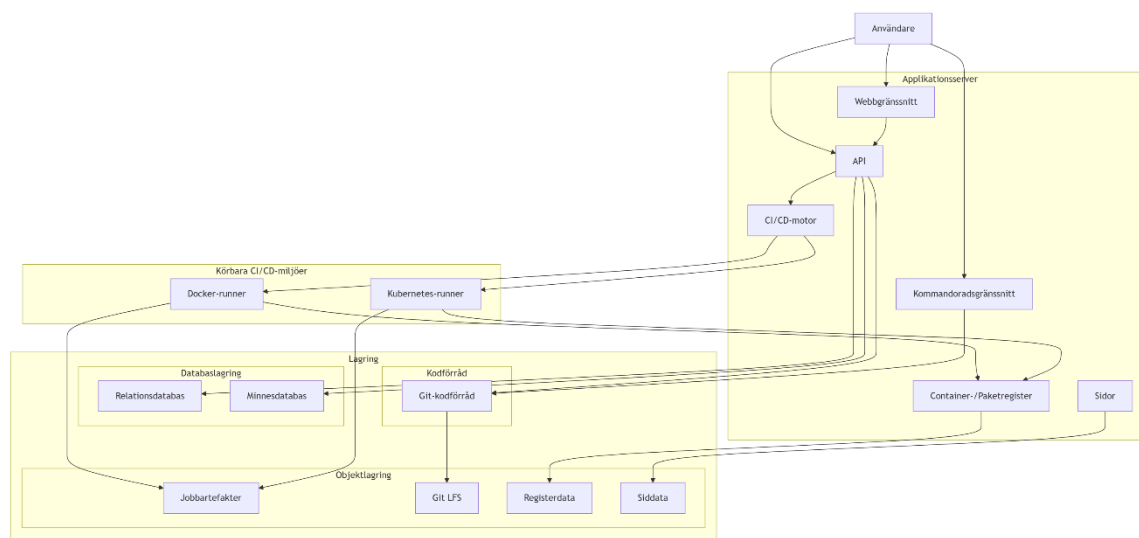 Användare
Applikationsserver
Webbgränssnitt
API
CI/CD-motor
Körbara CI/CD-miljöer
Docker-runner
Kubernetes-runner
Kommandoradsgränssnitt
Lagring
Databaslagring
Kodförråd
Relationsdatabas
Minnesdatabas
Git-kodförråd
Container-/Paketregister
Sidor
Objektlagring
Jobbartefakter
Git LFS
Registerdata
Siddata